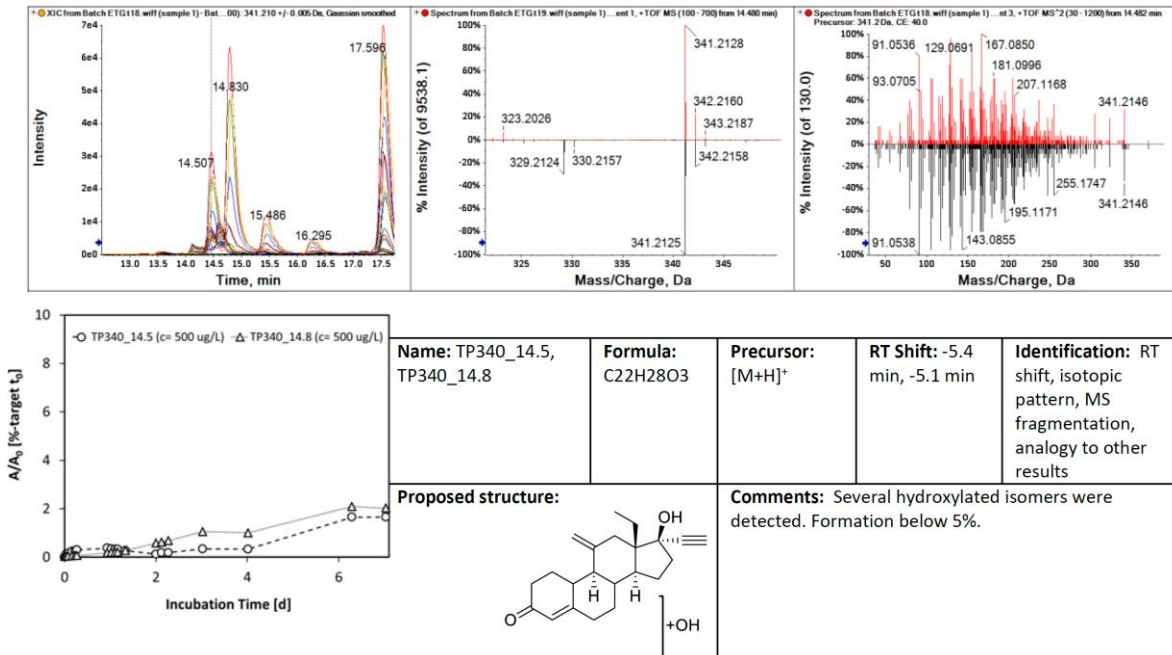 XIC from Batch ETGt18.wiff (sample 1) - Bat....00): 341.210 +/- 0.005 Da, Gaussian smoothed
7e4
6e4
5e4
4e4
3e4
2e4
1e4
0e0
Intensity
14.507
14.830
15.486
16.295
17.596
13.0 13.5 14.0 14.5 15.0 15.5 16.0 16.5 17.0 17.5
Time, min
Spectrum from Batch ETGt19.wiff (sample 1) ...ent 1, +TOF MS (100 - 700) from 14.480 min
% Intensity (of 9538.1)
100%
80%
60%
40%
20%
0%
-20%
-40%
-60%
-80%
-100%
341.2128
342.2160
323.2026
343.2187
329.2124
330.2157
342.2158
341.2125
325 330 335 340 345
Mass/Charge, Da
Spectrum from Batch ETGt18.wiff (sample 1) ...nt 3, +TOF MS^2 (30 - 1200) from 14.482 min
Precursor: 341.2 Da, CE: 40.0
% Intensity (of 130.0)
100%
80%
60%
40%
20%
0%
-20%
-40%
-60%
-80%
-100%
91.0536
129.0691
167.0850
93.0705
181.0996
207.1168
341.2146
255.1747
341.2146
195.1171
91.0538
143.0855
50 100 150 200 250 300 350
Mass/Charge, Da
A/A0 [%-target t0]
10
8
6
4
2
0
TP340_14.5 (c= 500 ug/L) TP340_14.8 (c= 500 ug/L)
0 2 4 6
Incubation Time [d]
Name: TP340_14.5,
TP340_14.8
Formula:
C22H28O3
Precursor:
[M+H]+
RT Shift: -5.4
min, -5.1 min
Identification: RT
shift, isotopic
pattern, MS
fragmentation,
analogy to other
results
Proposed structure:
OH
H
H
H
H
O
+OH
Comments: Several hydroxylated isomers were
detected. Formation below 5%.